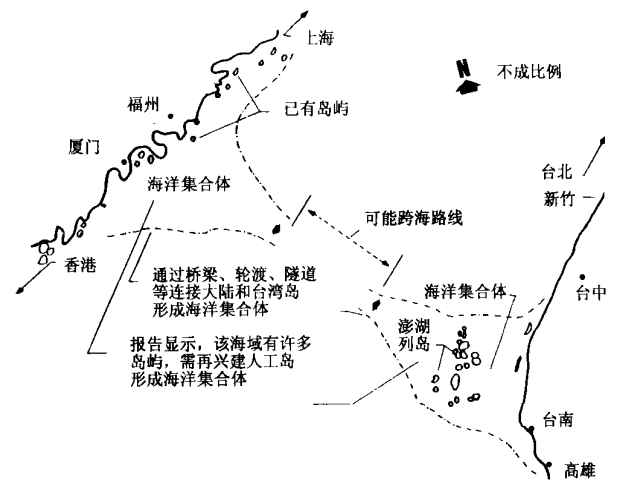 上海
N
不成比例
福州
已有岛屿
厦门
台北
海洋集合体
新竹
可能跨海路线
香港
通过桥梁、轮渡、隧道
等连接大陆和台湾岛
形成海洋集合体
海洋集合体
台中
澎湖
列岛
报告显示，该海域有许多
岛屿，需再兴建人工岛
形成海洋集合体
台南
高雄